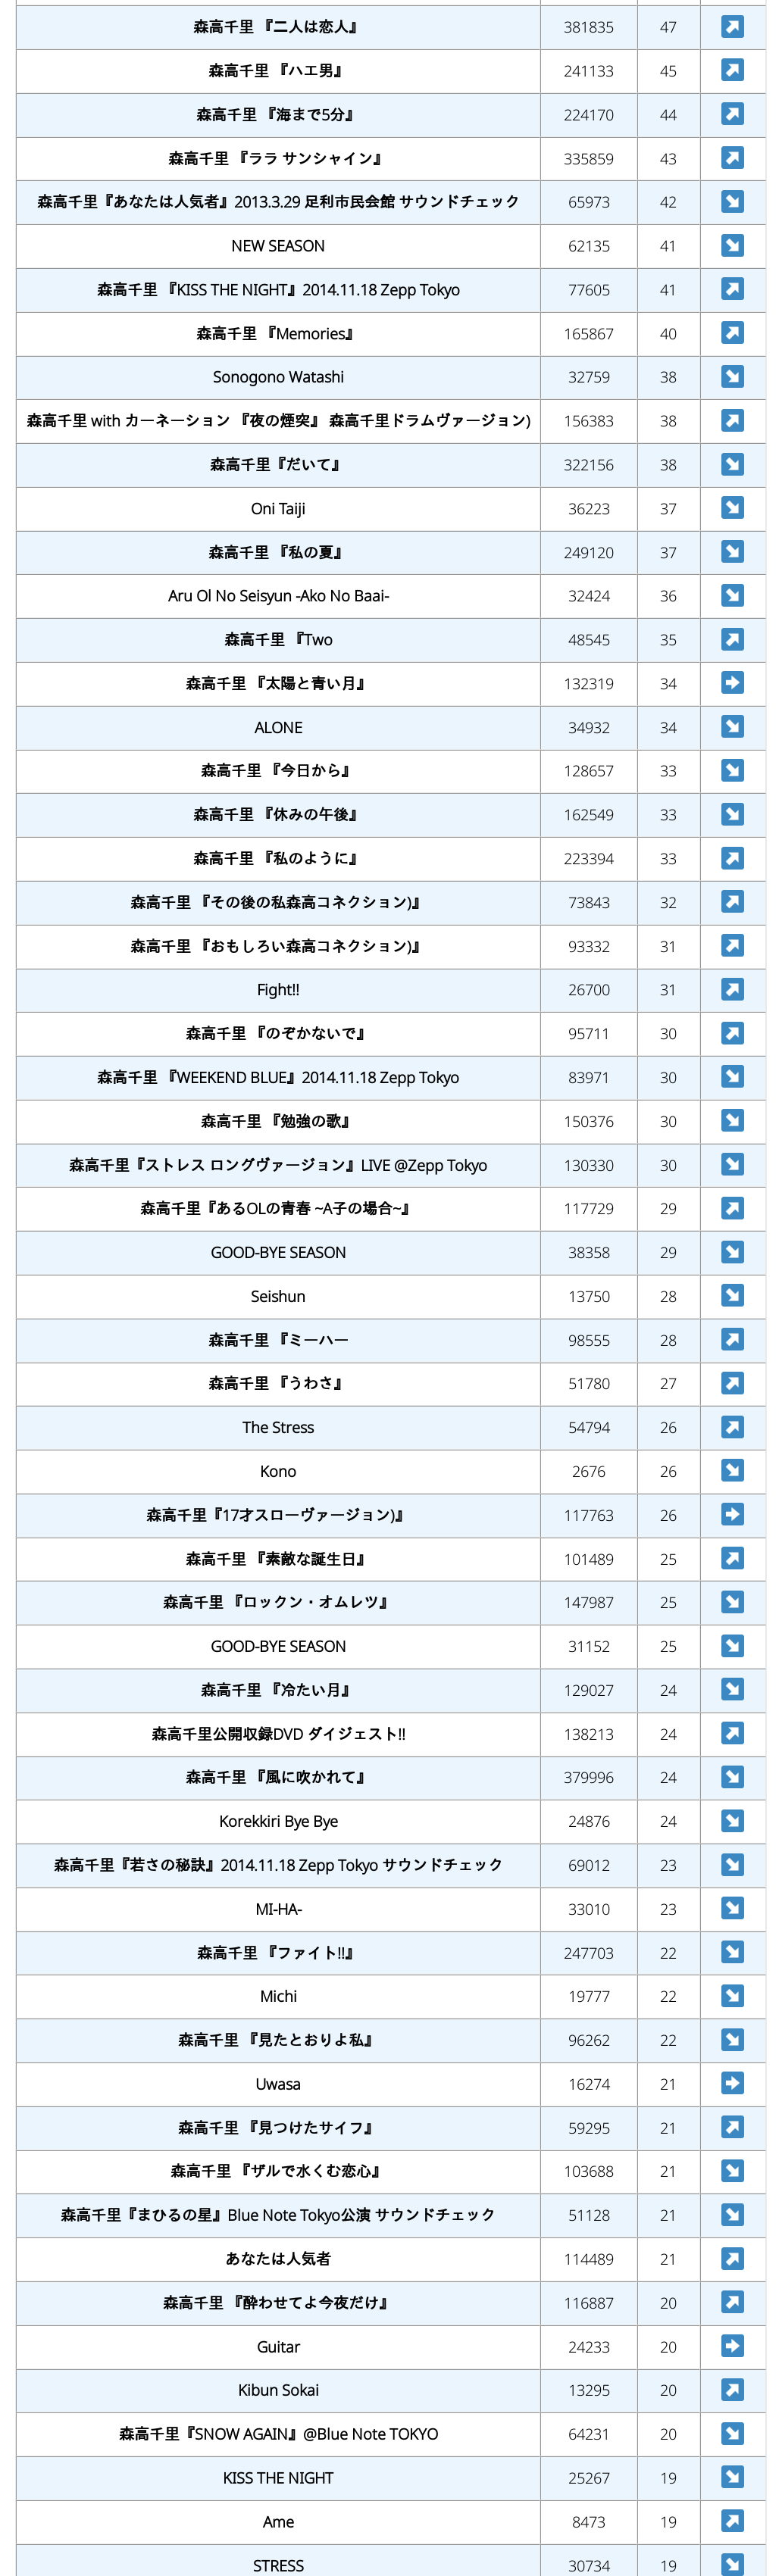 森高千里 『二人は恋人』 381835 47
森高千里 『ハエ男』 241133 45
森高千里 『海まで5分』 224170 44
森高千里 『ララ サンシャイン』 335859 43
森高千里『あなたは人気者』2013.3.29 足利市民会館 サウンドチェック 65973 42
NEW SEASON 62135 41
森高千里 『KISS THE NIGHT』2014.11.18 Zepp Tokyo 77605 41
森高千里 『Memories』 165867 40
Sonogono Watashi 32759 38
森高千里 with カーネーション 『夜の煙突』 森高千里ドラムヴァージョン) 156383 38
森高千里『だいて』 322156 38
Oni Taiji 36223 37
森高千里 『私の夏』 249120 37
Aru Ol No Seisyun -Ako No Baai- 32424 36
森高千里 『Two 48545 35
森高千里 『太陽と青い月』 132319 34
ALONE 34932 34
森高千里 『今日から』 128657 33
森高千里 『休みの午後』 162549 33
森高千里 『私のように』 223394 33
森高千里 『その後の私森高コネクション)』 73843 32
森高千里 『おもしろい森高コネクション)』 93332 31
Fight!! 26700 31
森高千里 『のぞかないで』 95711 30
森高千里 『WEEKEND BLUE』2014.11.18 Zepp Tokyo 83971 30
森高千里 『勉強の歌』 150376 30
森高千里『ストレス ロングヴァージョン』LIVE @Zepp Tokyo 130330 30
森高千里『あるOLの青春 ~A子の場合~』 117729 29
GOOD-BYE SEASON 38358 29
Seishun 13750 28
森高千里 『ミーハー 98555 28
森高千里 『うわさ』 51780 27
The Stress 54794 26
Kono 2676 26
森高千里『17才スローヴァージョン)』 117763 26
森高千里 『素敵な誕生日』 101489 25
森高千里 『ロックン・オムレツ』 147987 25
GOOD-BYE SEASON 31152 25
森高千里 『冷たい月』 129027 24
森高千里公開収録DVD ダイジェスト!! 138213 24
森高千里 『風に吹かれて』 379996 24
Korekkiri Bye Bye 24876 24
森高千里『若さの秘訣』2014.11.18 Zepp Tokyo サウンドチェック 69012 23
MI-HA- 33010 23
森高千里 『ファイト!!』 247703 22
Michi 19777 22
森高千里 『見たとおりよ私』 96262 22
Uwasa 16274 21
森高千里 『見つけたサイフ』 59295 21
森高千里 『ザルで水くむ恋心』 103688 21
森高千里『まひるの星』Blue Note Tokyo公演 サウンドチェック 51128 21
あなたは人気者 114489 21
森高千里 『酔わせてよ今夜だけ』 116887 20
Guitar 24233 20
Kibun Sokai 13295 20
森高千里『SNOW AGAIN』@Blue Note TOKYO 64231 20
KISS THE NIGHT 25267 19
Ame 8473 19
STRESS 30734 19